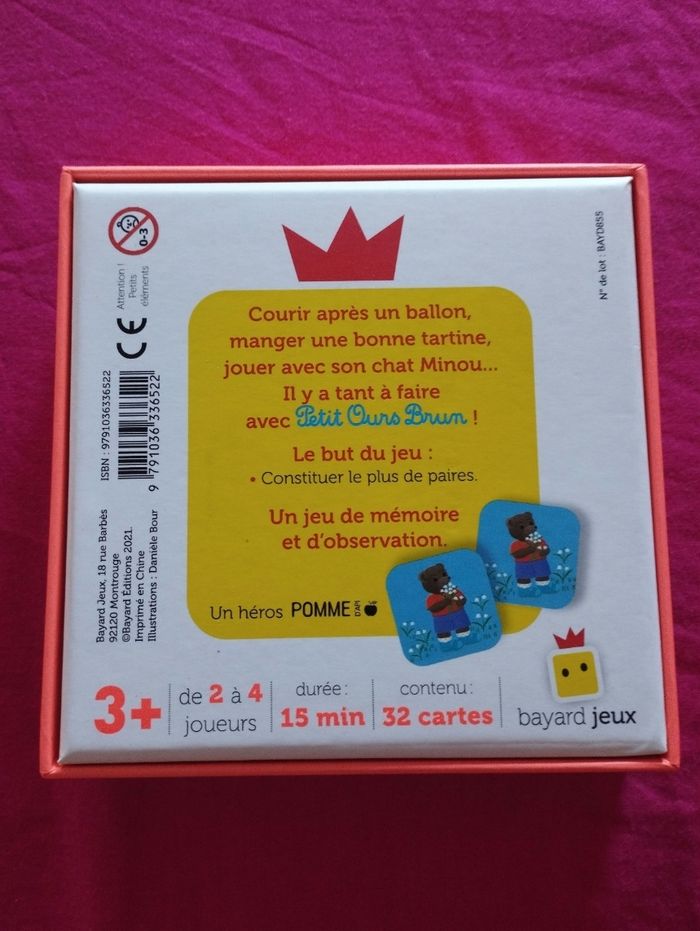 0-3
Attention !
Petits
éléments
CE
N° de lot : BAYD855
Courir après un ballon,
manger une bonne tartine,
jouer avec son chat Minou...
Il y a tant à faire
avec Petit Ours Brun !
Le but du jeu :
• Constituer le plus de paires.
Un jeu de mémoire
et d'observation.
Un héros POMME D'API
ISBN : 9791036336522
9 791036 336522
Bayard Jeux, 18 rue Barbès
92120 Montrouge
©Bayard Éditions 2021.
Imprimé en Chine
Illustrations : Danièle Bour
3+
de 2 à 4
joueurs
durée :
15 min
contenu :
32 cartes
bayard jeux